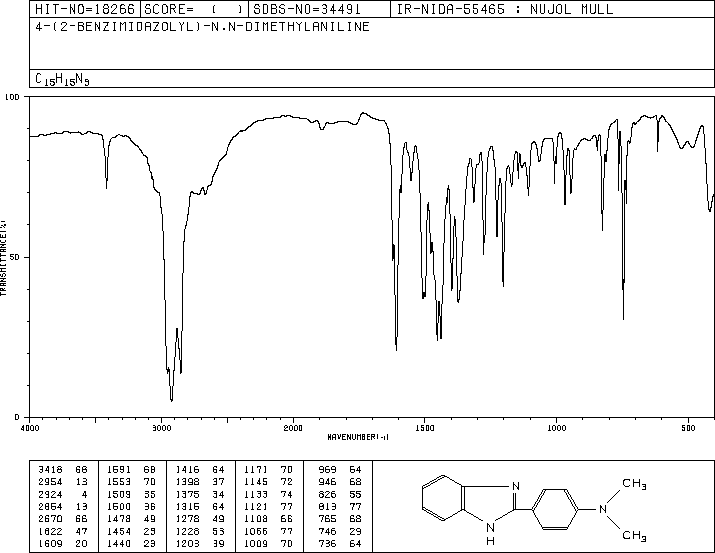 HIT-NO=18266 SCORE= ( ) SDBS-NO=34491 IR-NIDA-55465 : NUJOL MULL
4-(2-BENZIMIDAZOLYL)-N.N-DIMETHYLANILINE
C15H15N3
100
50
0
TRANSMITTANCE(%)
4000 3000 2000 1500 1000 500
WAVENUMBER(-1)
3418 68 1591 68 1416 64 1171 70 969 64
2954 13 1553 70 1398 37 1145 72 946 68
2924 4 1509 35 1375 34 1133 74 826 55
2854 13 1500 36 1315 64 1121 77 813 77
2670 66 1478 49 1278 49 1108 66 765 68
1622 47 1454 23 1228 53 1066 77 746 29
1609 20 1440 23 1203 39 1009 70 736 64
N
N
H
N
CH3
CH3